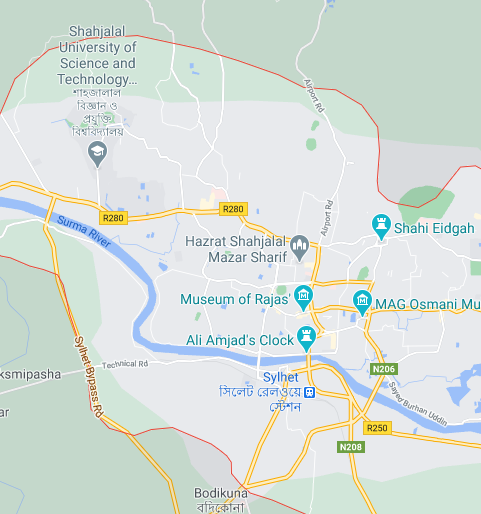 Shahjalal
University of
Science and
Technology...
শাহজালাল
বিজ্ঞান ও
প্রযুক্তি
বিশ্ববিদ্যালয়
Airport Rd
R280
R280
Airport Rd
Surma River
Shahi Eidgah
Hazrat Shahjalal
Mazar Sharif
Museum of Rajas'
MAG Osmani Mu
Ali Amjad's Clock
Sylhet Bypass Rd
Technical Rd
ksmipasha
N206
Sylhet
সিলেট রেলওয়ে
স্টেশন
Sayed Burhan Uddin
ar
R250
N208
Bodikuna
বদিকোনা